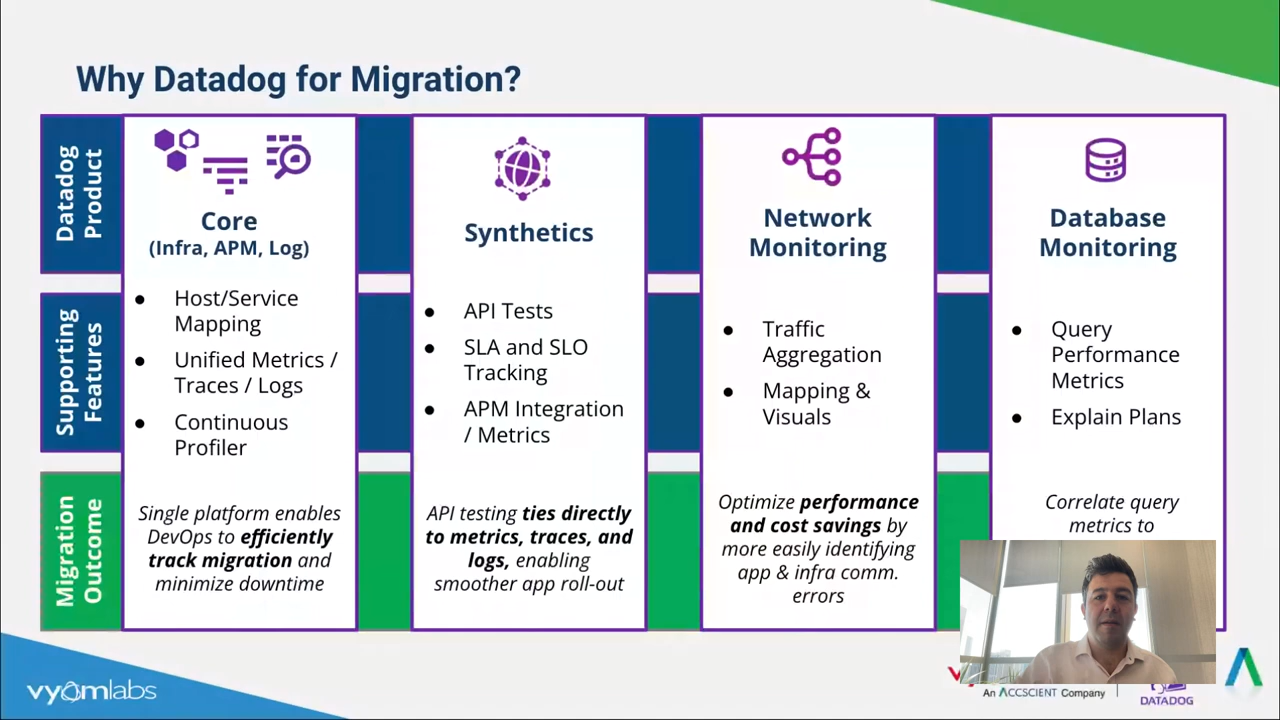 Why Datadog for Migration?
Datadog
Product
Core
(Infra, APM, Log)
Synthetics
Network
Monitoring
Database
Monitoring
Supporting
Features
● Host/Service
Mapping
● Unified Metrics /
Traces / Logs
● Continuous
Profiler
● API Tests
● SLA and SLO
Tracking
● APM Integration
/ Metrics
● Traffic
Aggregation
● Mapping &
Visuals
● Query
Performance
Metrics
● Explain Plans
Migration
Outcome
Single platform enables
DevOps to efficiently
track migration and
minimize downtime
API testing ties directly
to metrics, traces, and
logs, enabling
smoother app roll-out
Optimize performance
and cost savings by
more easily identifying
app & infra comm.
errors
Correlate query
metrics to
vyomlabs
An ACCSCIENT Company
DATADOG